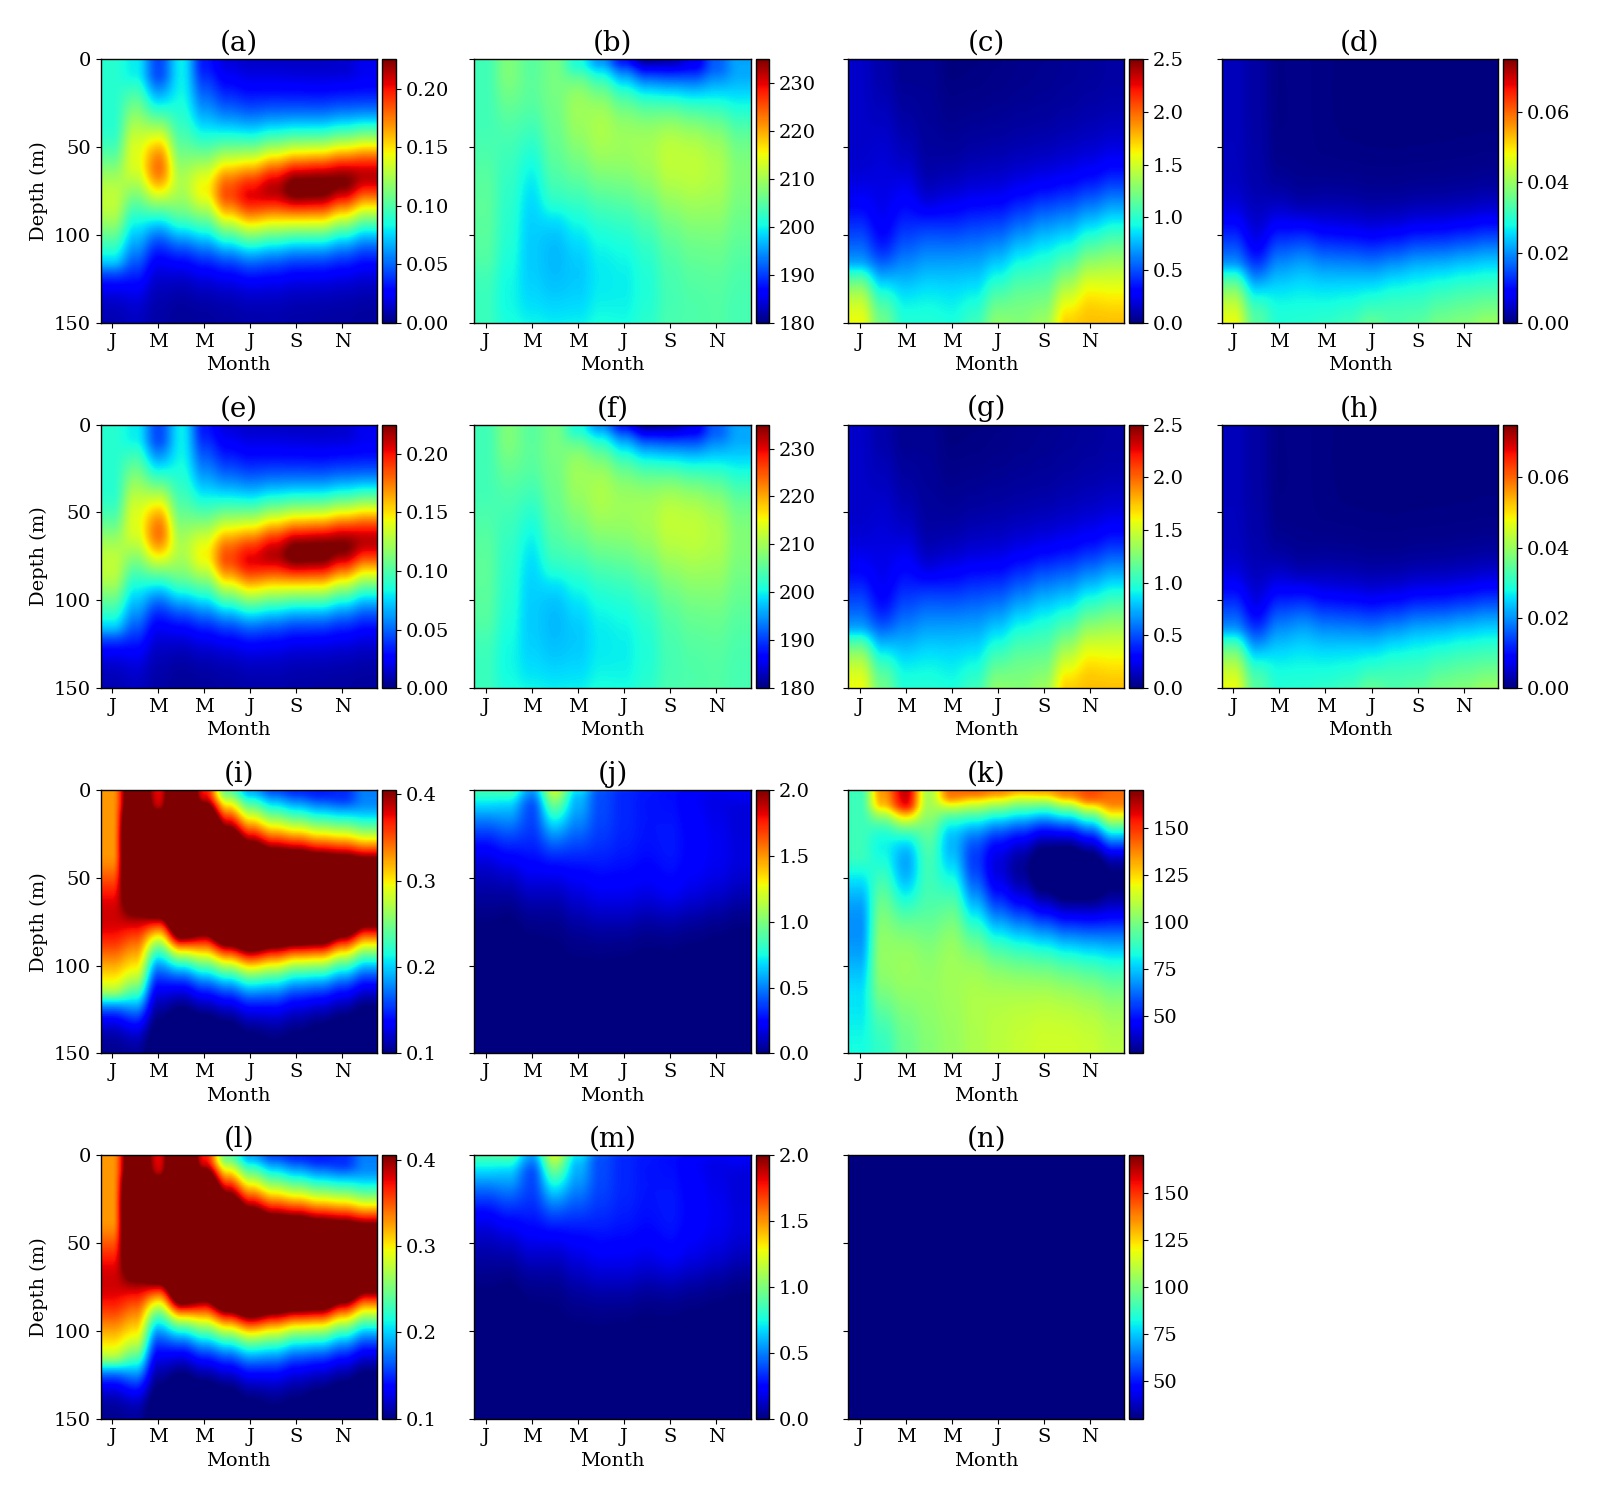 (a) (b) (c) (d)
0 0.20 230 2.5 0.06
50 0.15 220 2.0 0.04
Depth (m) 210 1.5
100 0.10 200 1.0 0.02
0.05 190 0.5
150 0.00 180 0.0 0.00
J M M J S N J M M J S N J M M J S N J M M J S N
Month Month Month Month
(e) (f) (g) (h)
0 0.20 230 2.5 0.06
50 0.15 220 2.0 0.04
Depth (m) 210 1.5
100 0.10 200 1.0 0.02
0.05 190 0.5
150 0.00 180 0.0 0.00
J M M J S N J M M J S N J M M J S N J M M J S N
Month Month Month Month
(i) (j) (k)
0 0.4 2.0 150
50 0.3 1.5 125
Depth (m) 1.0 100
100 0.2 0.5 75
150 0.1 0.0 50
J M M J S N J M M J S N J M M J S N
Month Month Month
(l) (m) (n)
0 0.4 2.0 150
50 0.3 1.5 125
Depth (m) 1.0 100
100 0.2 0.5 75
150 0.1 0.0 50
J M M J S N J M M J S N J M M J S N
Month Month Month